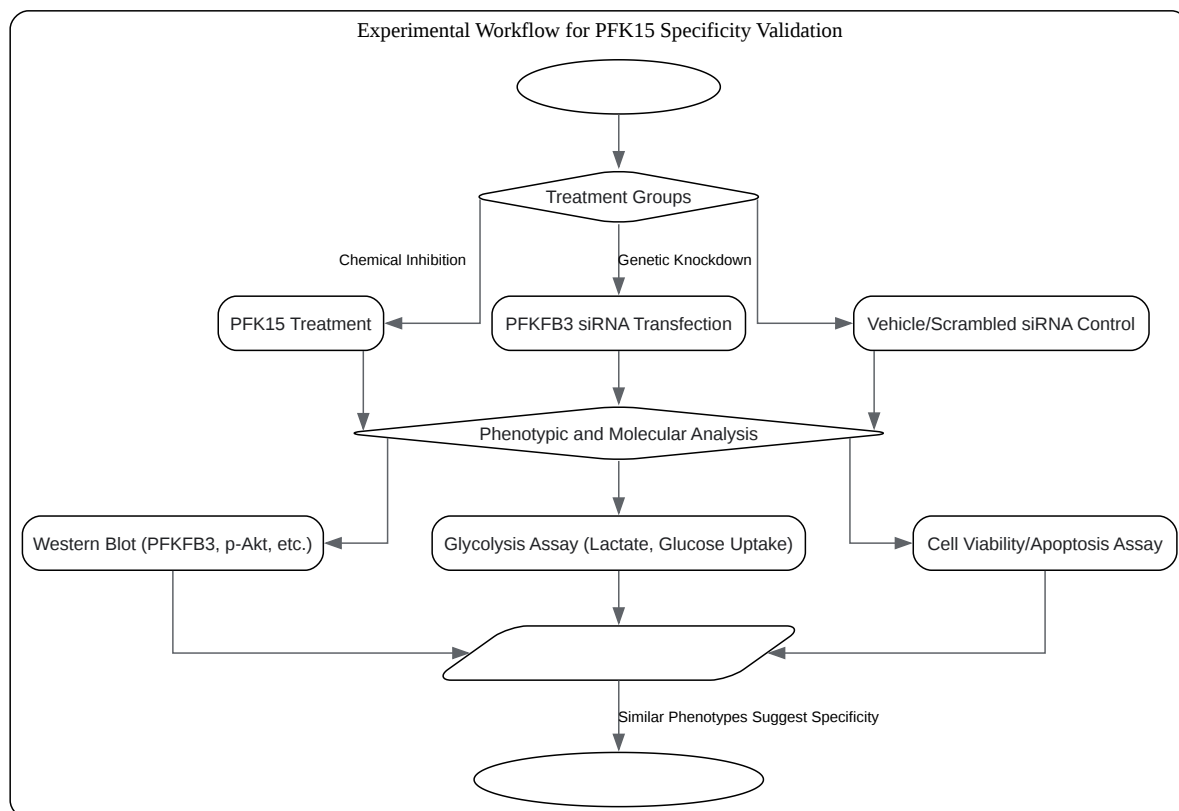 Experimental Workflow for PFK15 Specificity Validation
Treatment Groups
Chemical Inhibition
Genetic Knockdown
PFK15 Treatment
PFKFB3 siRNA Transfection
Vehicle/Scrambled siRNA Control
Phenotypic and Molecular Analysis
Western Blot (PFKFB3, p-Akt, etc.)
Glycolysis Assay (Lactate, Glucose Uptake)
Cell Viability/Apoptosis Assay
Similar Phenotypes Suggest Specificity